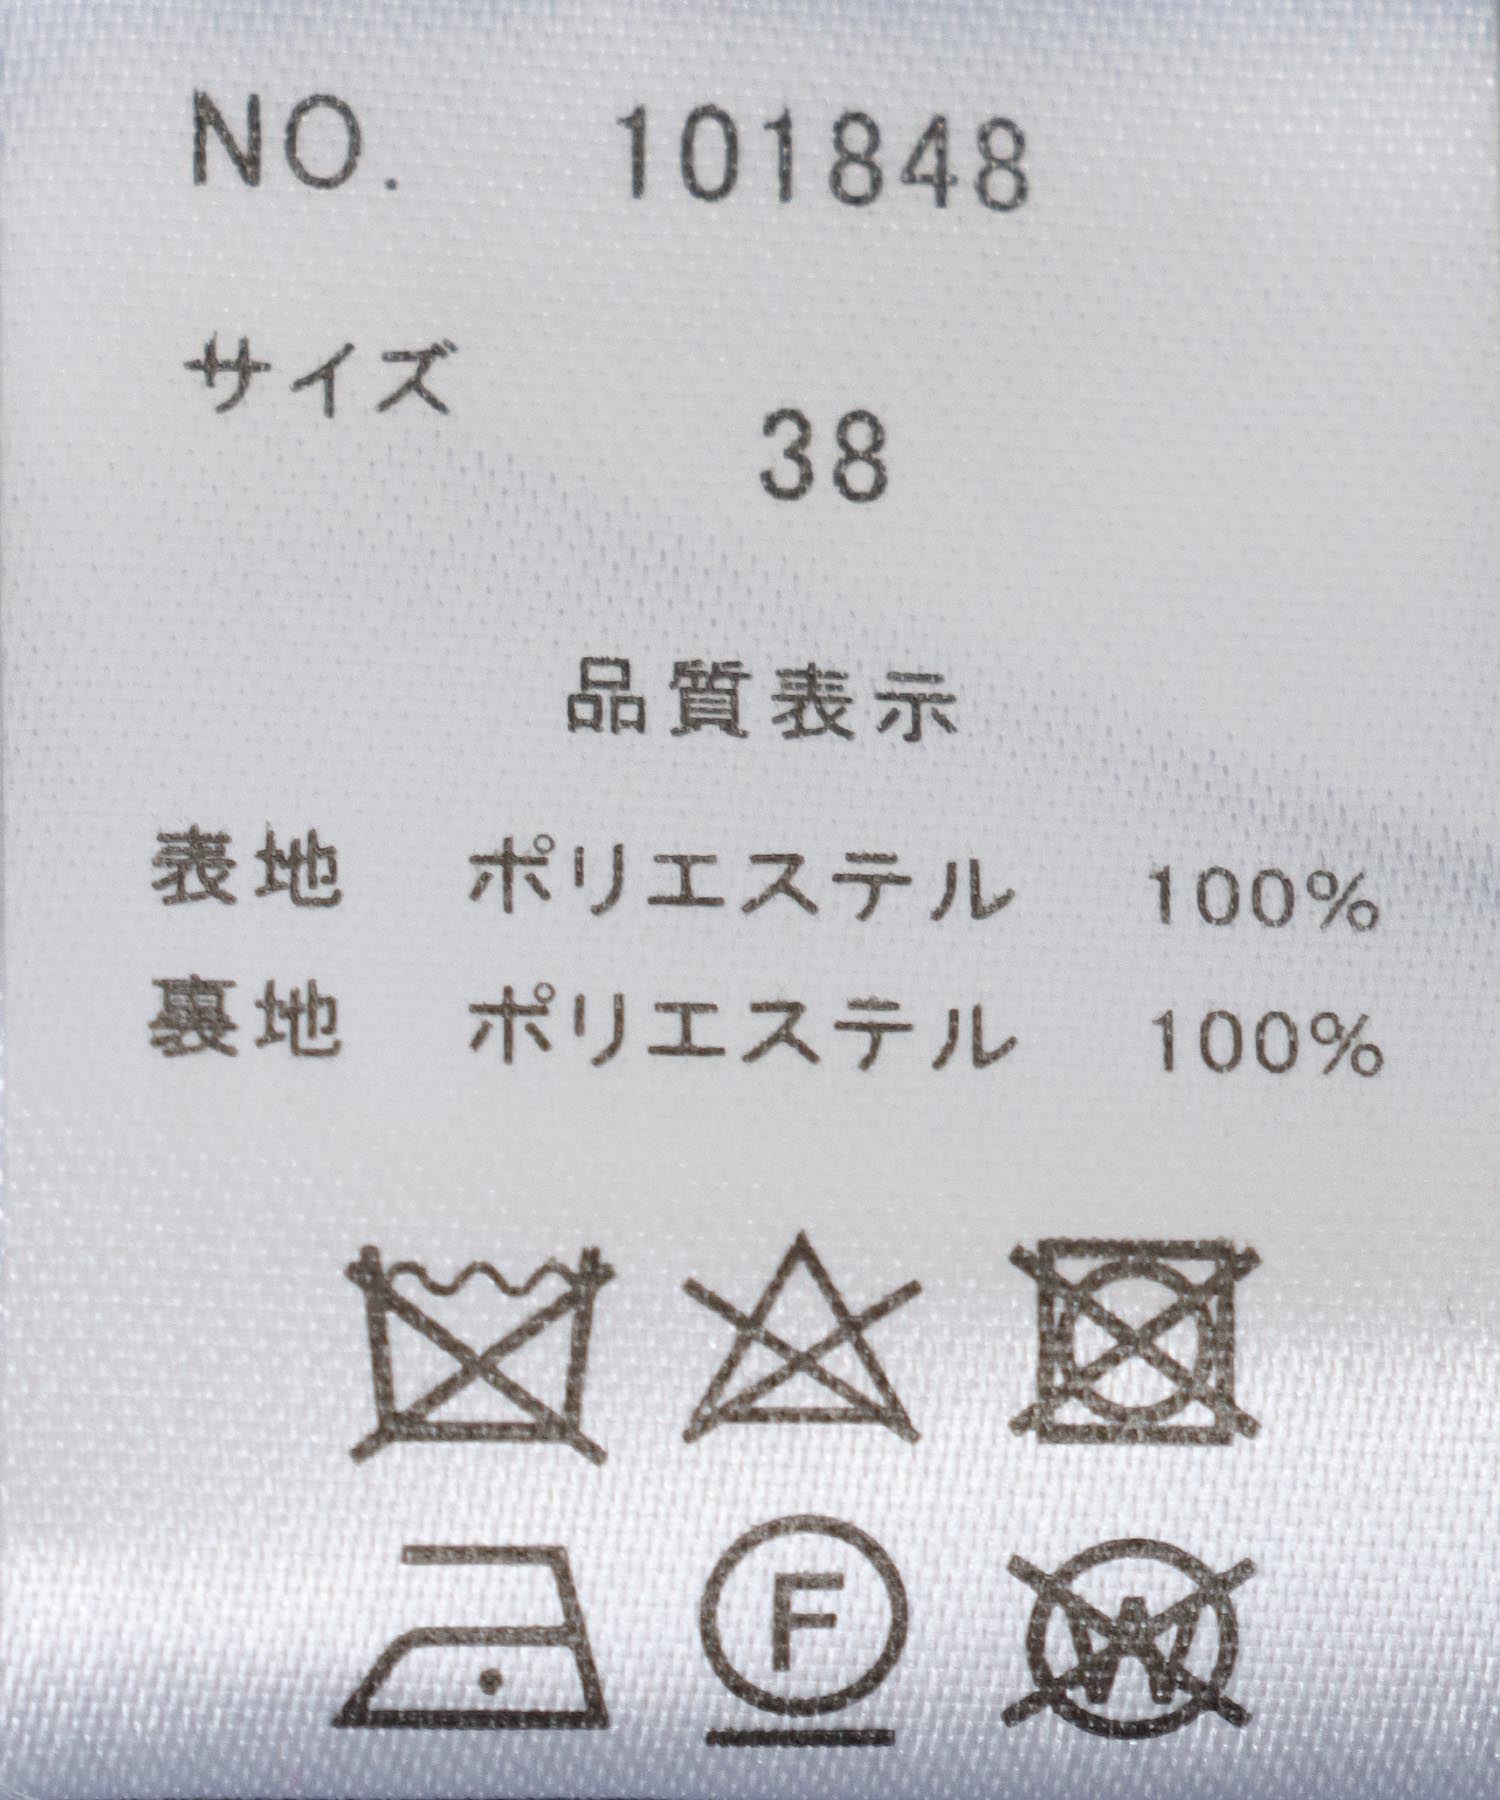 NO. 101848
サイズ
38
品質表示
表地 ポリエステル 100%
裏地 ポリエステル 100%
F
W